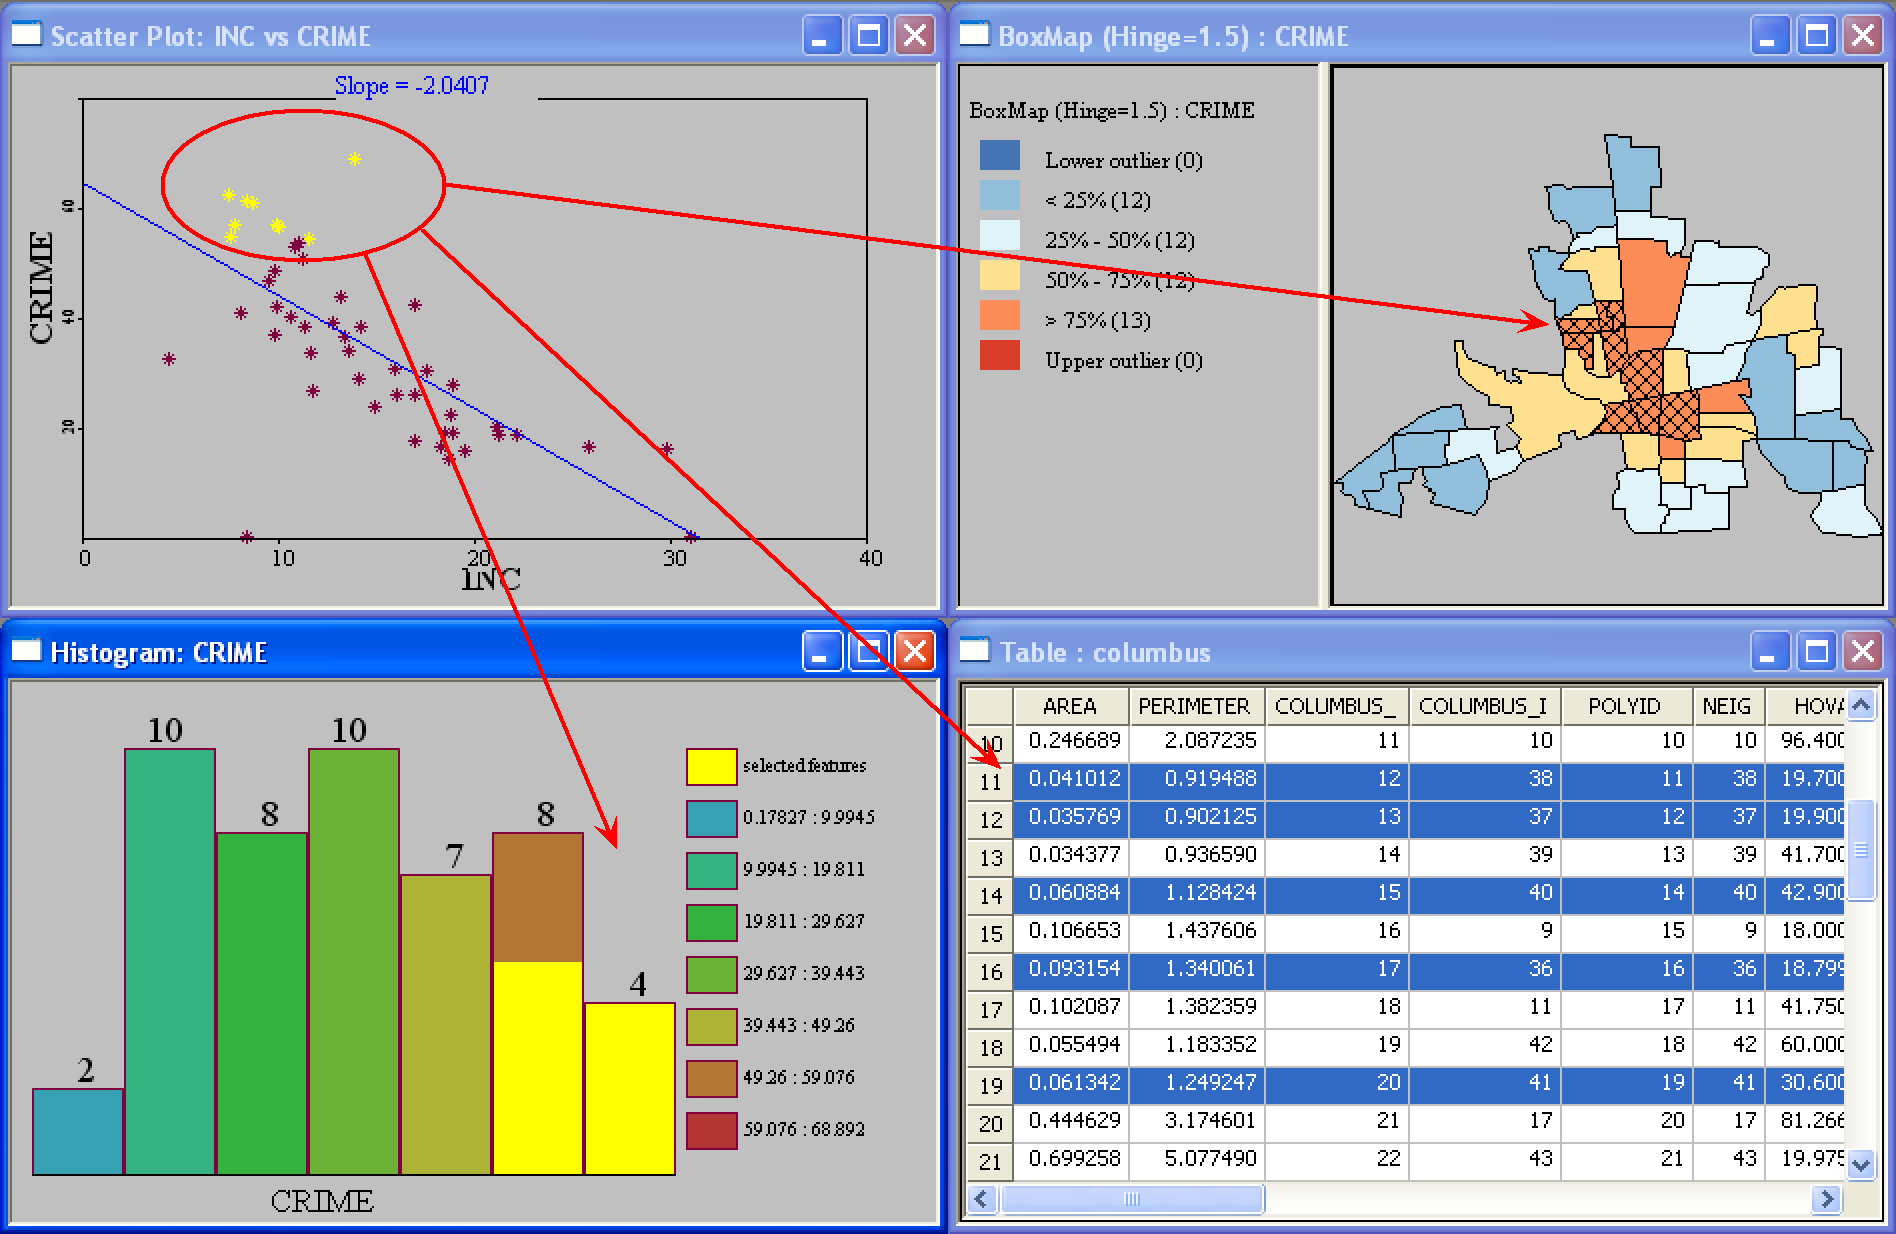 Scatter Plot: INC vs CRIME
Slope = -2.0407
CRIME
60
40
20
0 10 20 30 40
INC
BoxMap (Hinge=1.5) : CRIME
BoxMap (Hinge=1.5) : CRIME
Lower outlier (0)
< 25% (12)
25% - 50% (12)
50% - 75% (12)
> 75% (13)
Upper outlier (0)
Histogram: CRIME
2 10 8 10 7 8 4
CRIME
selected features
0.17827 : 9.9945
9.9945 : 19.811
19.811 : 29.627
29.627 : 39.443
39.443 : 49.26
49.26 : 59.076
59.076 : 68.892
Table : columbus
AREA PERIMETER COLUMBUS_ COLUMBUS_I POLYID NEIG HOVA
10 0.246689 2.087235 11 10 10 10 96.400
11 0.041012 0.919488 12 38 11 38 19.700
12 0.035769 0.902125 13 37 12 37 19.900
13 0.034377 0.936590 14 39 13 39 41.700
14 0.060884 1.128424 15 40 14 40 42.900
15 0.106653 1.437606 16 9 15 9 18.000
16 0.093154 1.340061 17 36 16 36 18.799
17 0.102087 1.382359 18 11 17 11 41.750
18 0.055494 1.183352 19 42 18 42 60.000
19 0.061342 1.249247 20 41 19 41 30.600
20 0.444629 3.174601 21 17 20 17 81.266
21 0.699258 5.077490 22 43 21 43 19.975